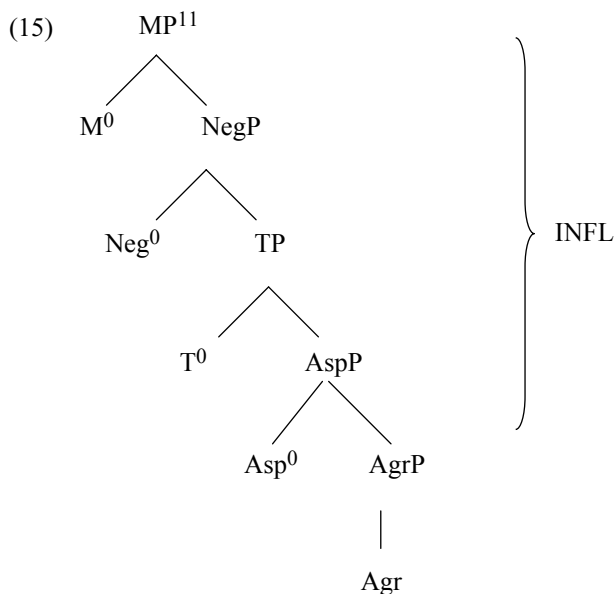 (15) MP¹¹
M⁰ NegP
Neg⁰ TP INFL
T⁰ AspP
Asp⁰ AgrP
Agr